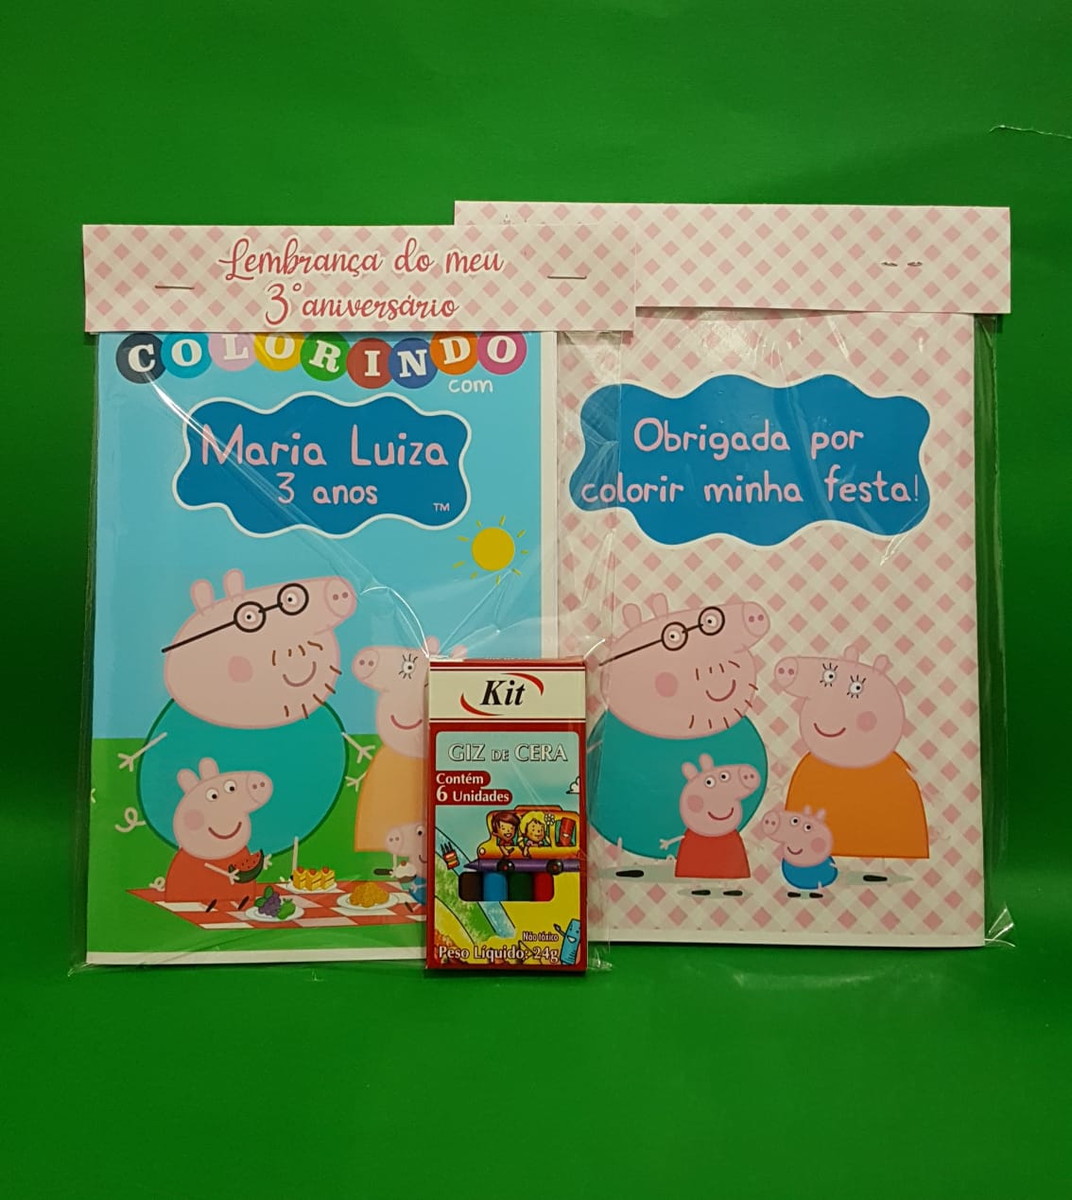 Lembrança do meu
3° aniversário
COLORINDO
com
Maria Luiza
3 anos
TM
Obrigada por
colorir minha festa!
Kit
GIZ DE CERA
Contém
6 Unidades
Não tóxico
Peso Líquido: 24g